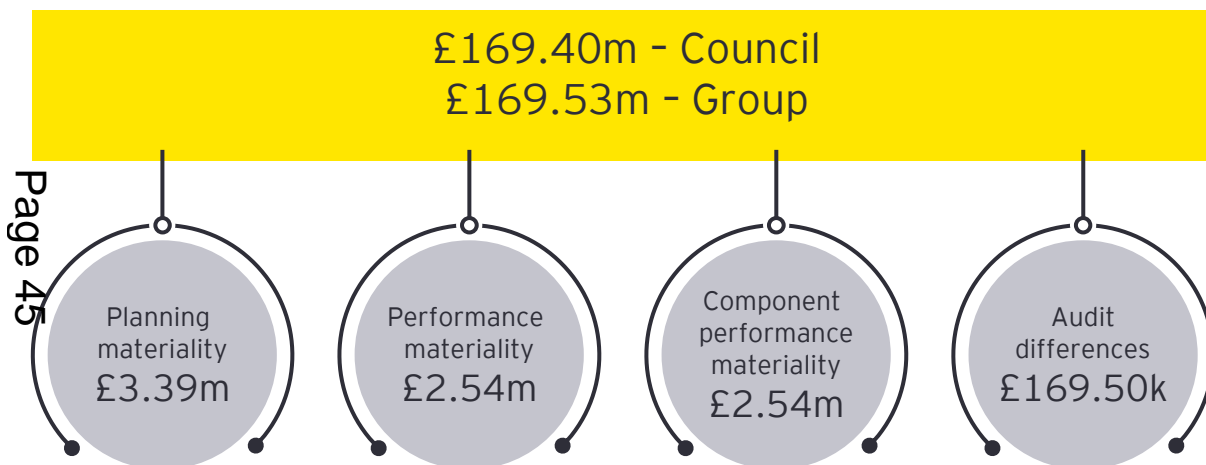 £169.40m – Council
£169.53m – Group
Page 45
Planning
materiality
£3.39m
Performance
materiality
£2.54m
Component
performance
materiality
£2.54m
Audit
differences
£169.50k